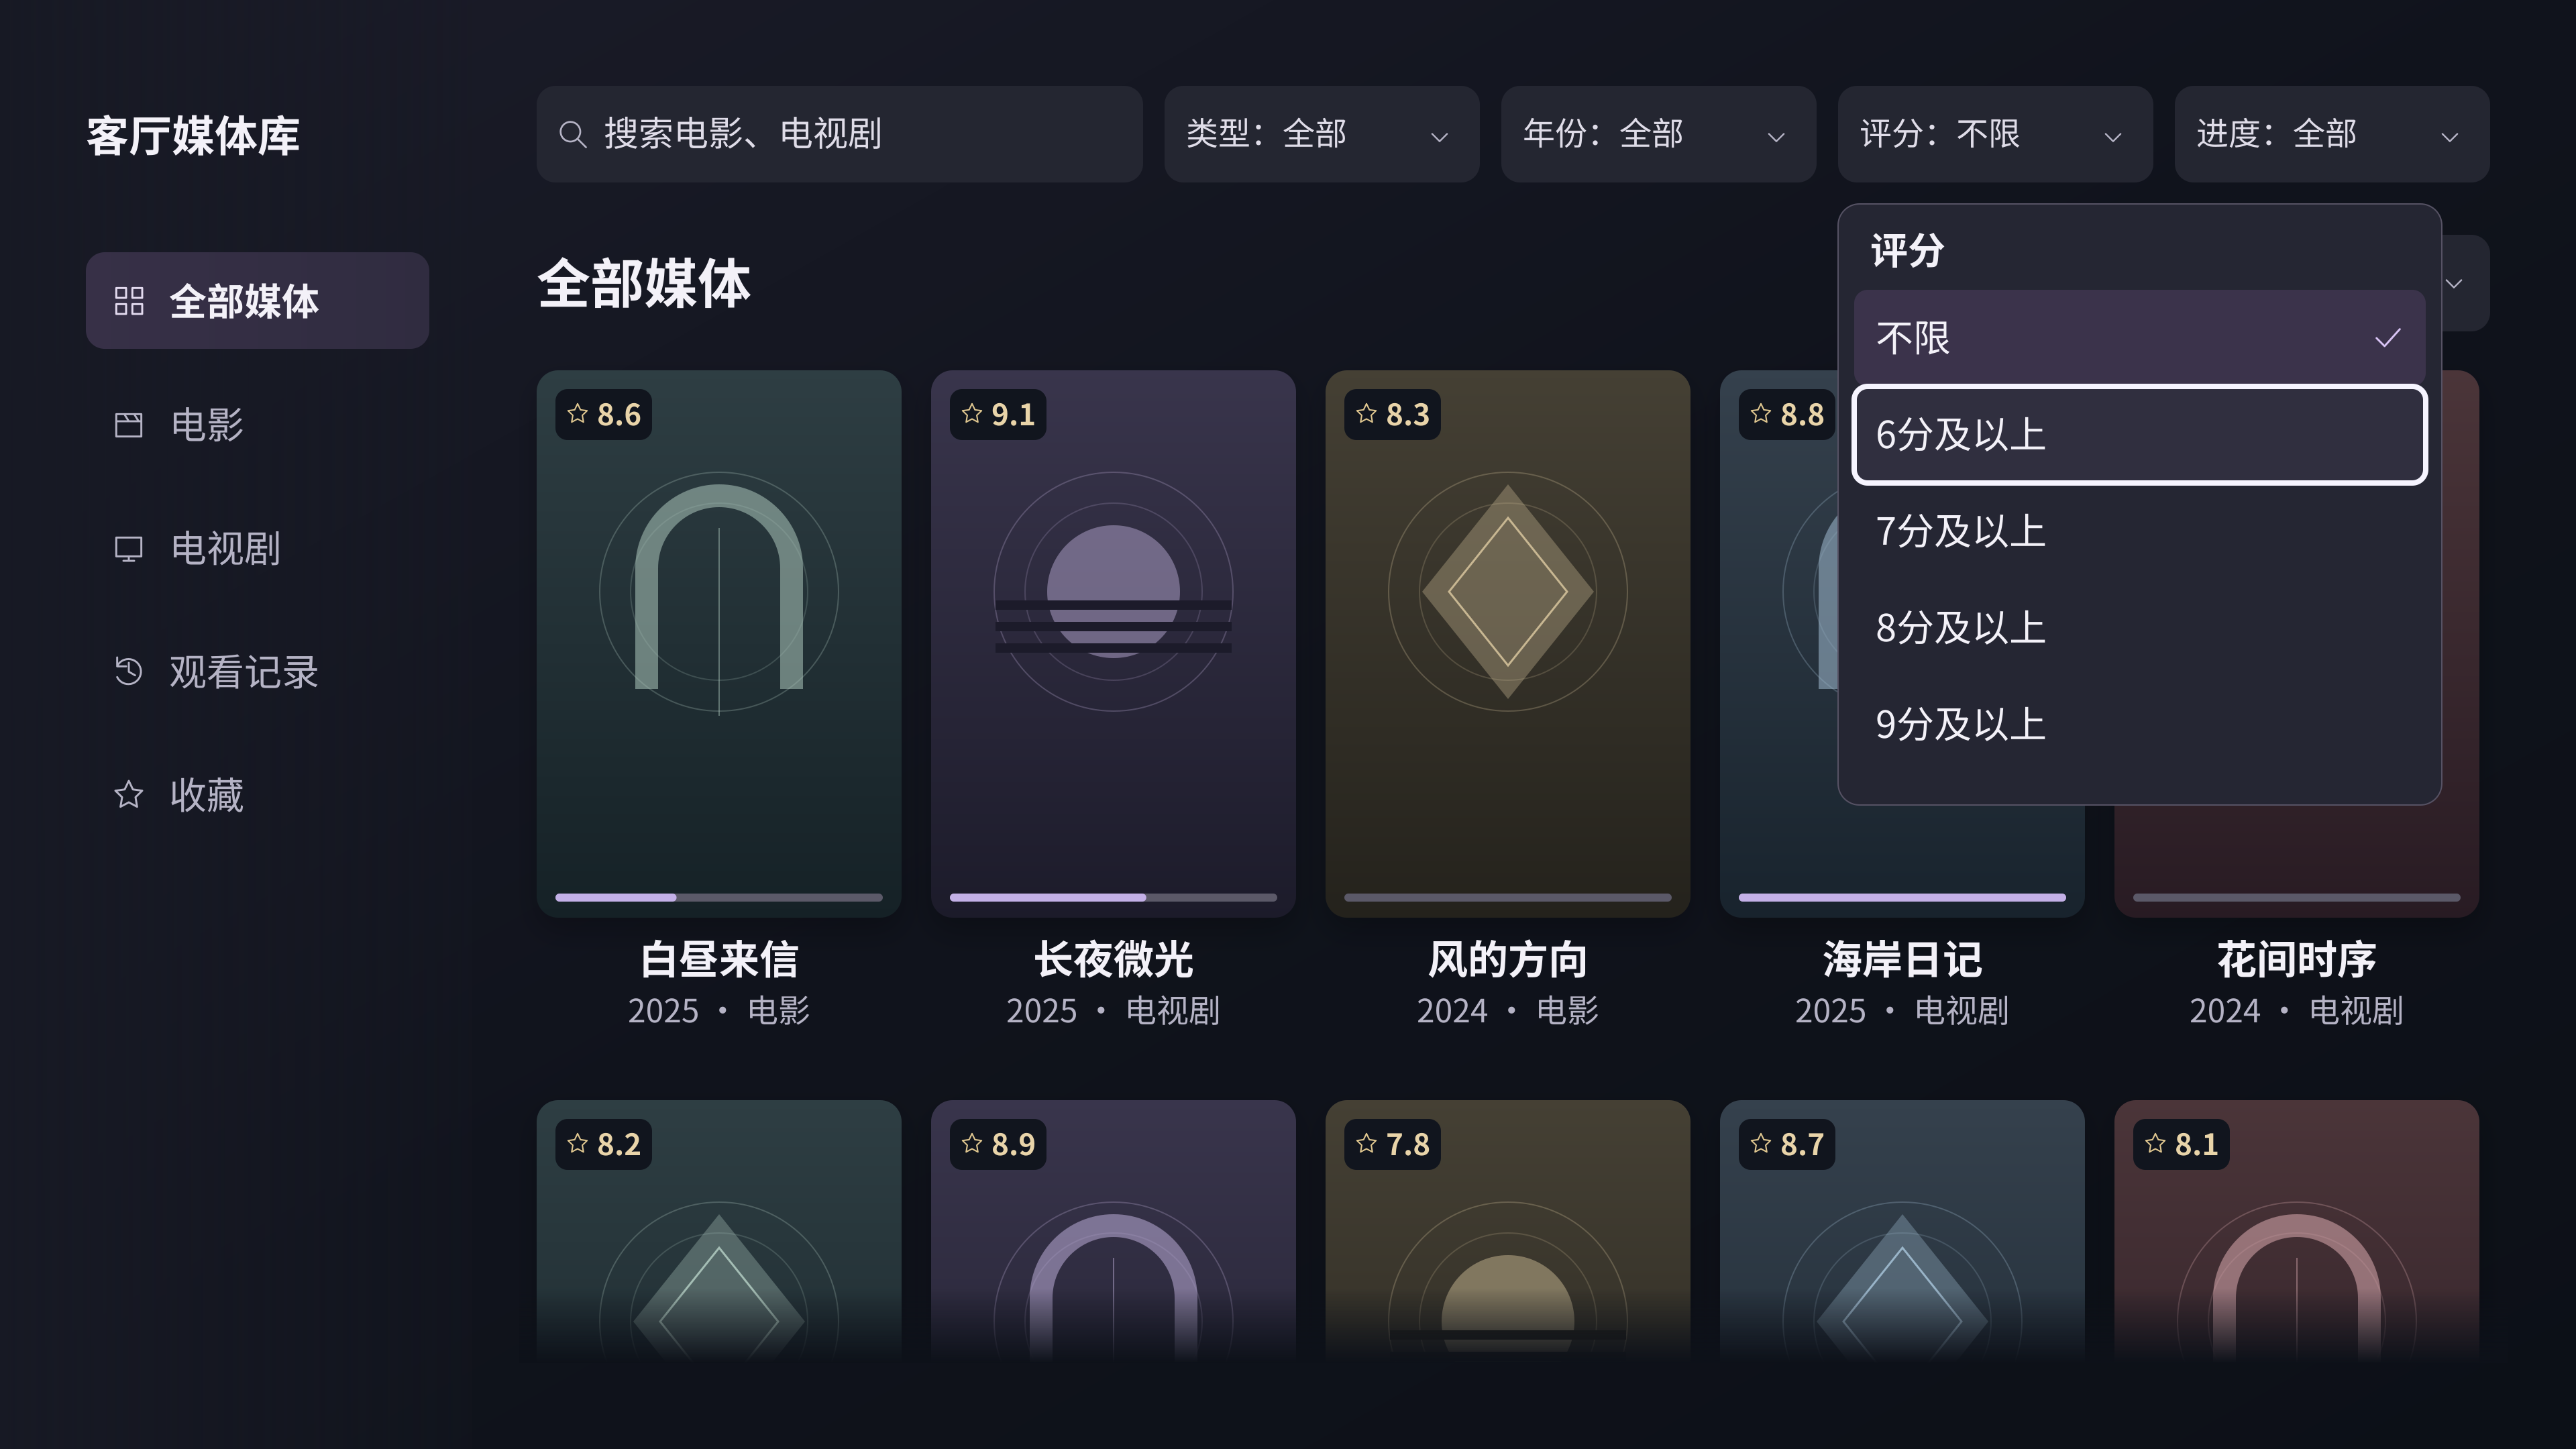 客厅媒体库
搜索电影、电视剧
类型：全部
年份：全部
评分：不限
进度：全部
全部媒体
电影
电视剧
观看记录
收藏
全部媒体
评分
不限
6分及以上
7分及以上
8分及以上
9分及以上
8.6
9.1
8.3
8.8
白昼来信
2025 · 电影
长夜微光
2025 · 电视剧
风的方向
2024 · 电影
海岸日记
2025 · 电视剧
花间时序
2024 · 电视剧
8.2
8.9
7.8
8.7
8.1